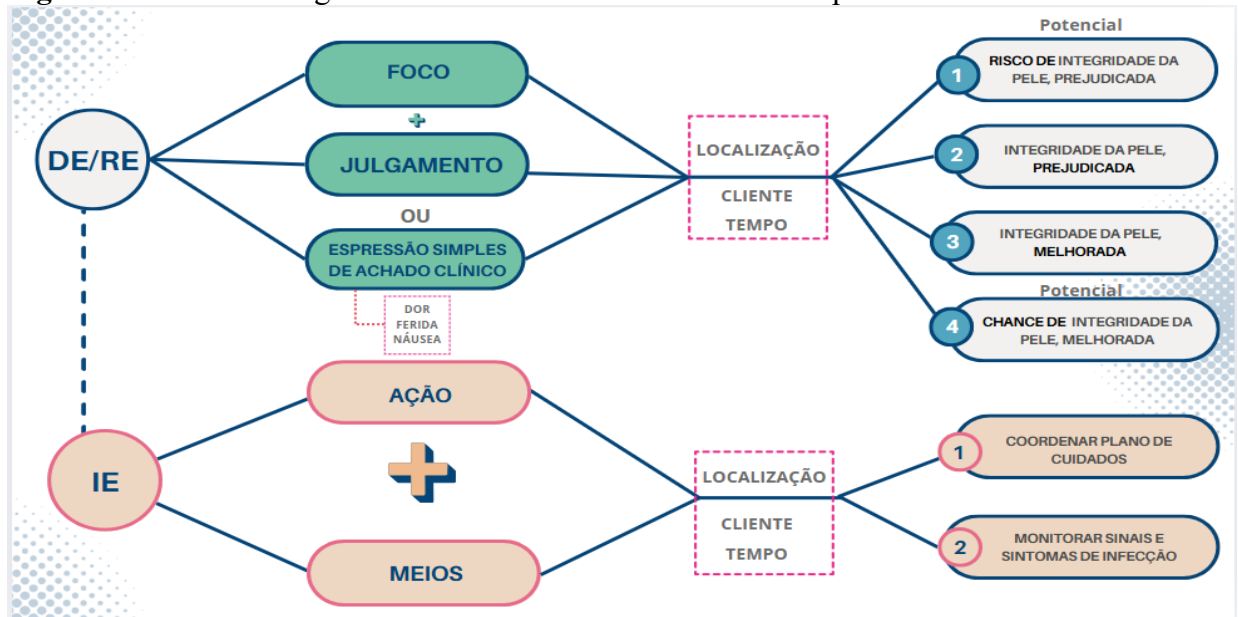 Potencial
FOCO
1
RISCO DE INTEGRIDADE DA
PELE, PREJUDICADA
+
DE/RE
JULGAMENTO
LOCALIZAÇÃO
2
INTEGRIDADE DA PELE,
PREJUDICADA
OU
CLIENTE
TEMPO
ESPRESSÃO SIMPLES
DE ACHADO CLÍNICO
3
INTEGRIDADE DA PELE,
MELHORADA
DOR
FERIDA
NÁUSEA
Potencial
4
CHANCE DE INTEGRIDADE DA
PELE, MELHORADA
AÇÃO
IE
LOCALIZAÇÃO
1
COORDENAR PLANO DE
CUIDADOS
CLIENTE
TEMPO
2
MONITORAR SINAIS E
SINTOMAS DE INFECÇÃO
MEIOS